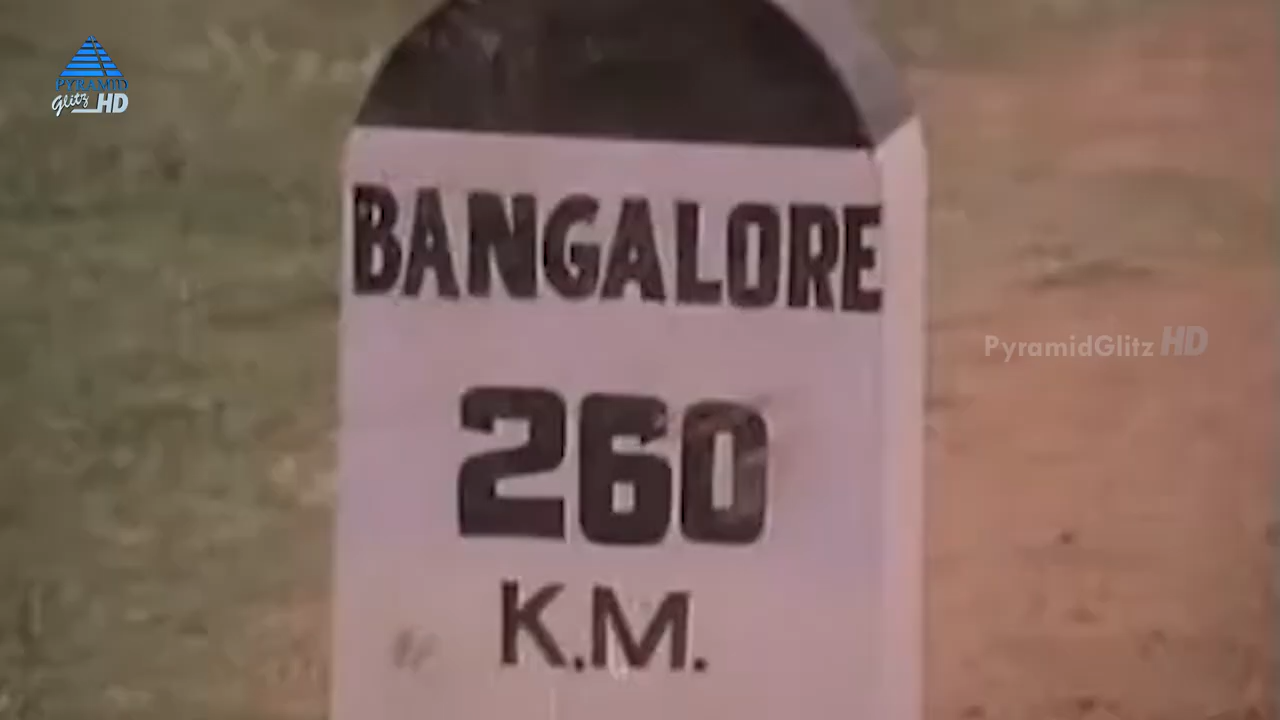 PYRAMID
Glitz HD
BANGALORE
PyramidGlitz HD
260
K.M.